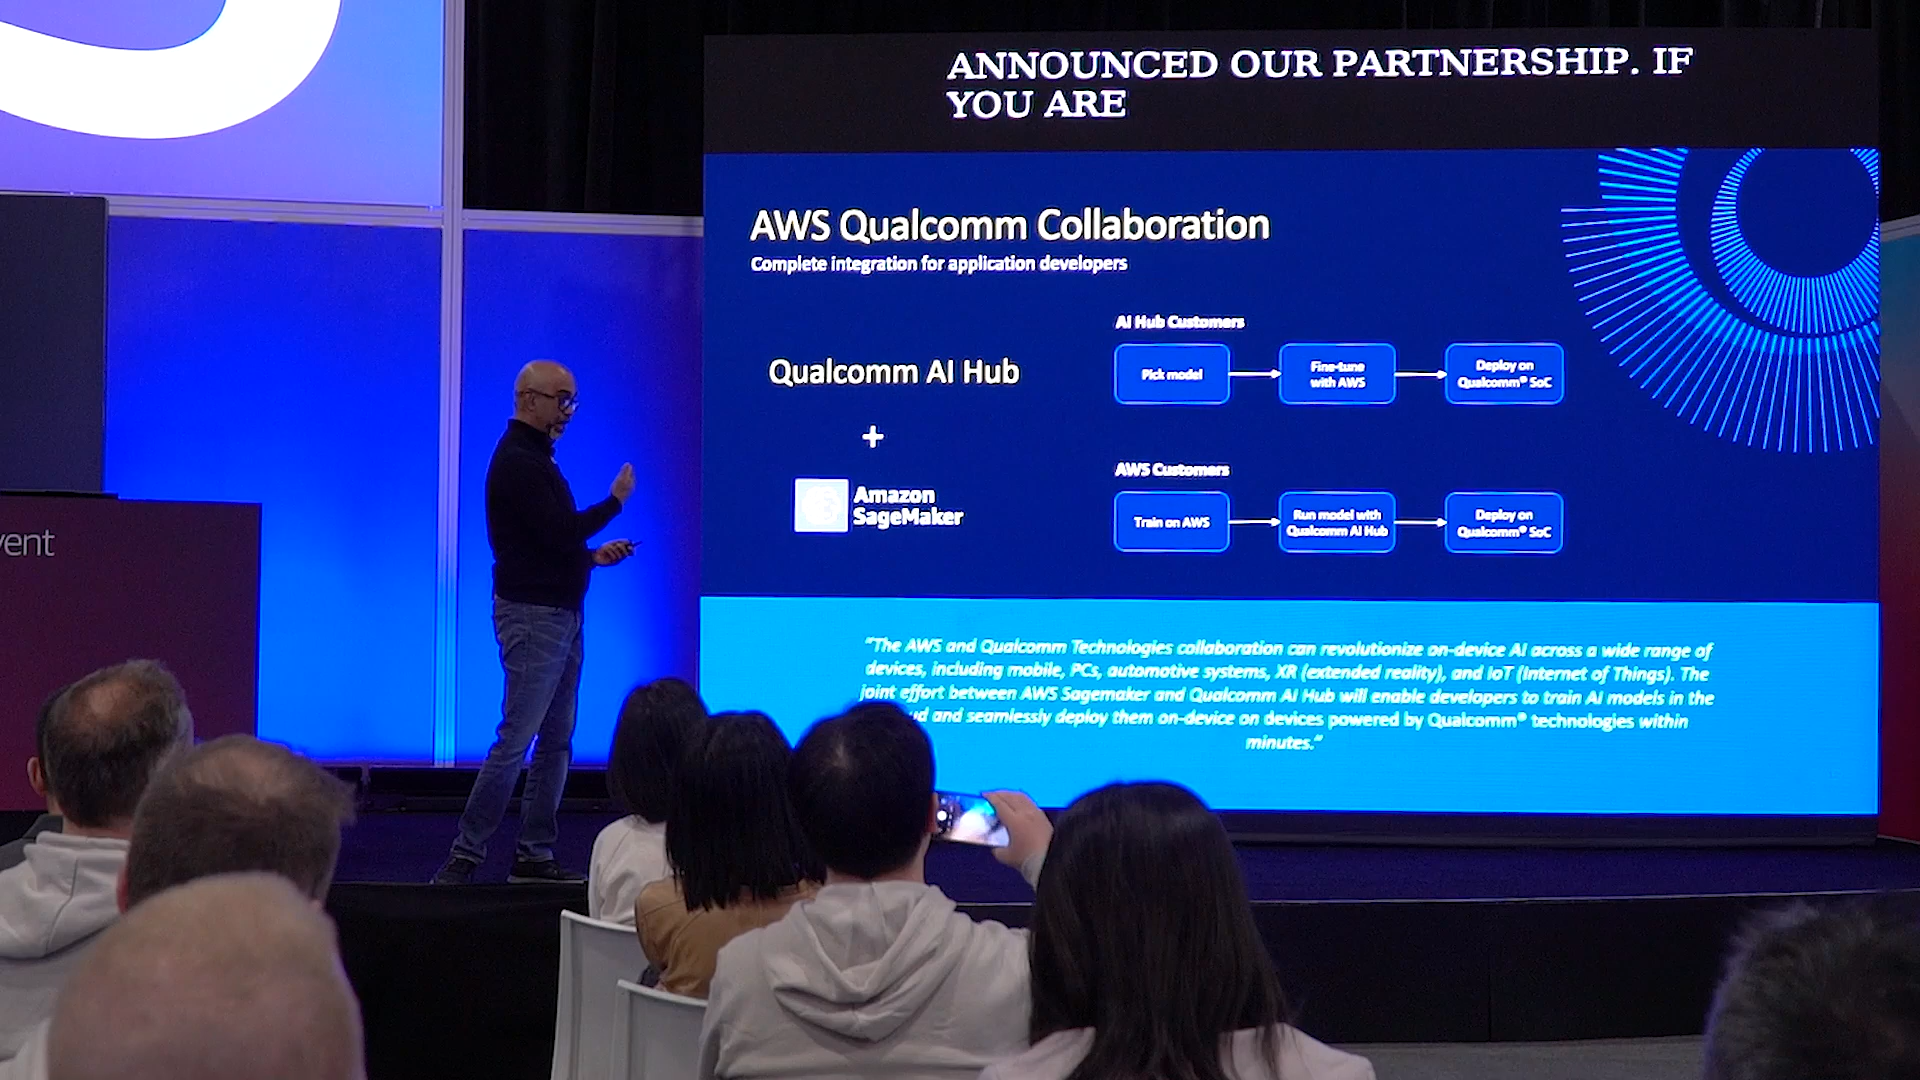 ANNOUNCED OUR PARTNERSHIP. IF
YOU ARE
AWS Qualcomm Collaboration
Complete integration for application developers
Qualcomm AI Hub
+
Amazon
SageMaker
AI Hub Customers
Pick model
Fine-tune
with AWS
Deploy on
Qualcomm® SoC
AWS Customers
Train on AWS
Run model with
Qualcomm AI Hub
Deploy on
Qualcomm® SoC
"The AWS and Qualcomm Technologies collaboration can revolutionize on-device AI across a wide range of
devices, including mobile, PCs, automotive systems, XR (extended reality), and IoT (Internet of Things). The
joint effort between AWS Sagemaker and Qualcomm AI Hub will enable developers to train AI models in the
and seamlessly deploy them on-device on devices powered by Qualcomm® technologies within
minutes."